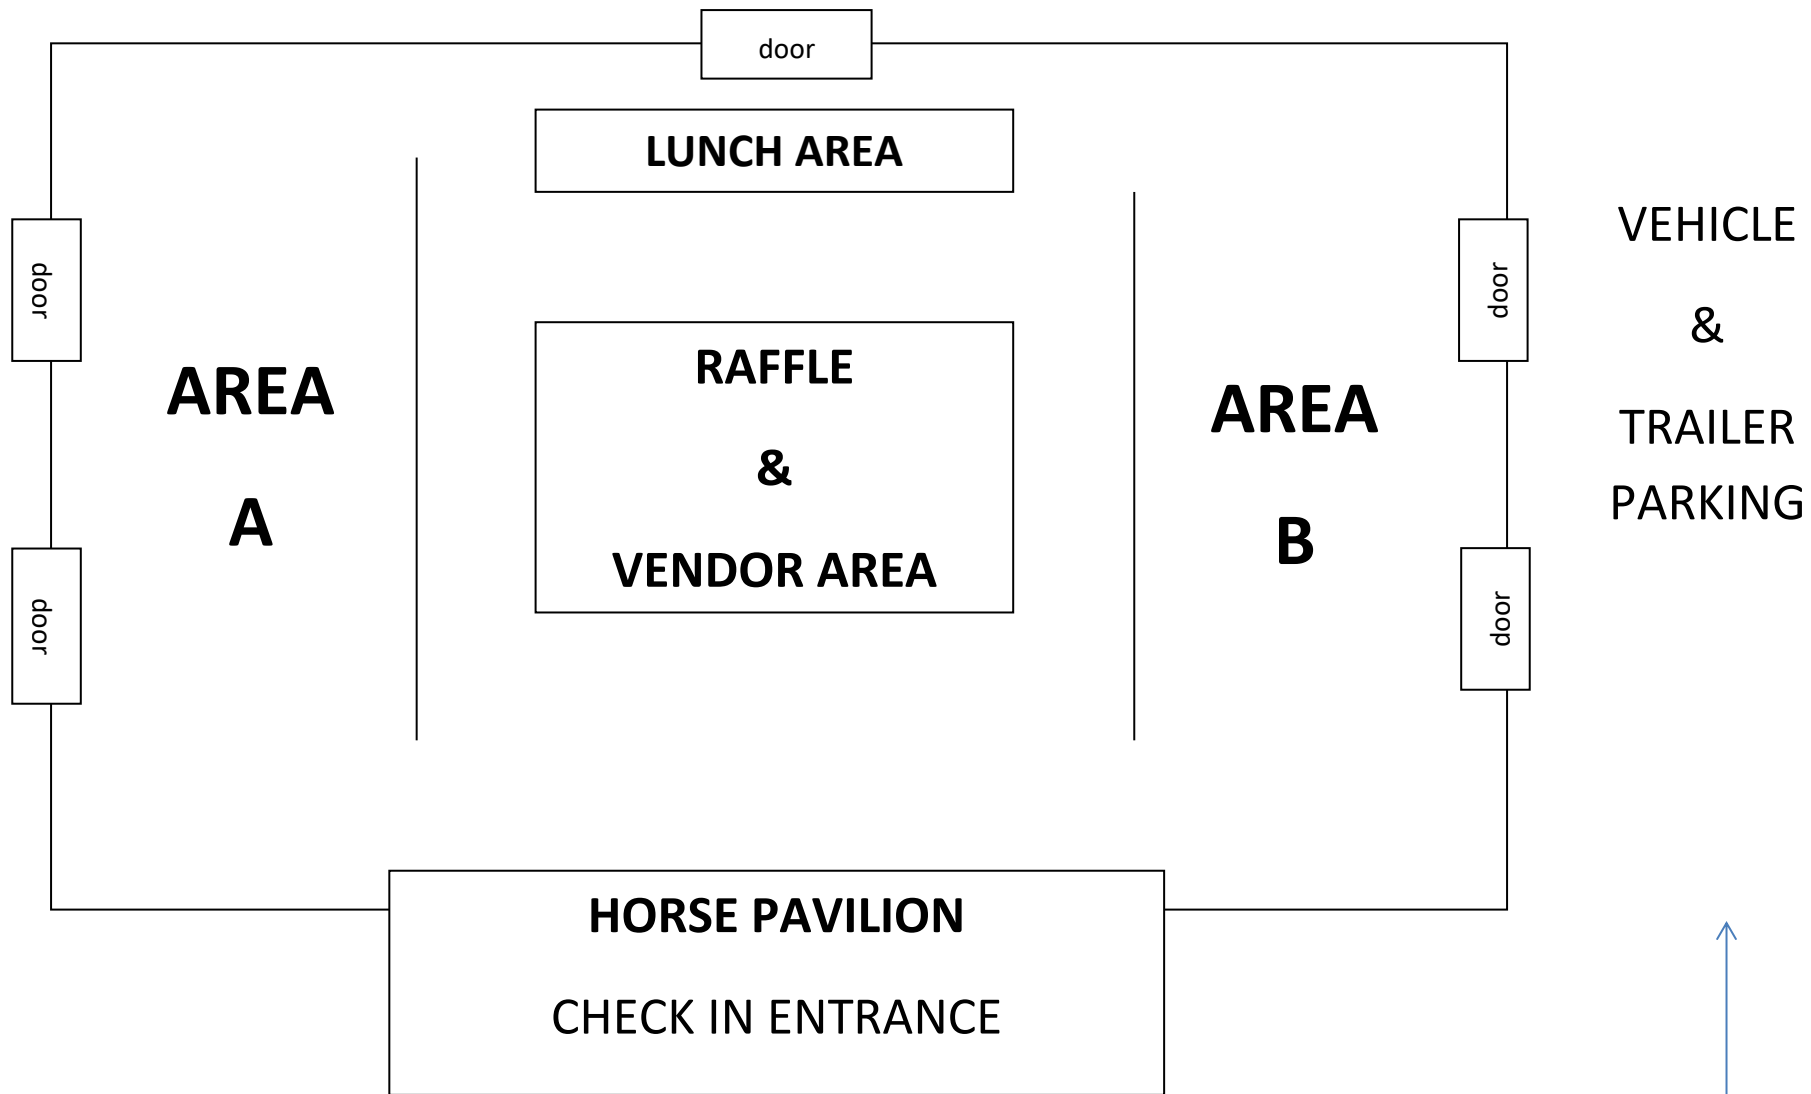 door
LUNCH AREA
door
door
VEHICLE
&
TRAILER
PARKING
AREA
A
RAFFLE
&
VENDOR AREA
AREA
B
door
door
HORSE PAVILION
CHECK IN ENTRANCE